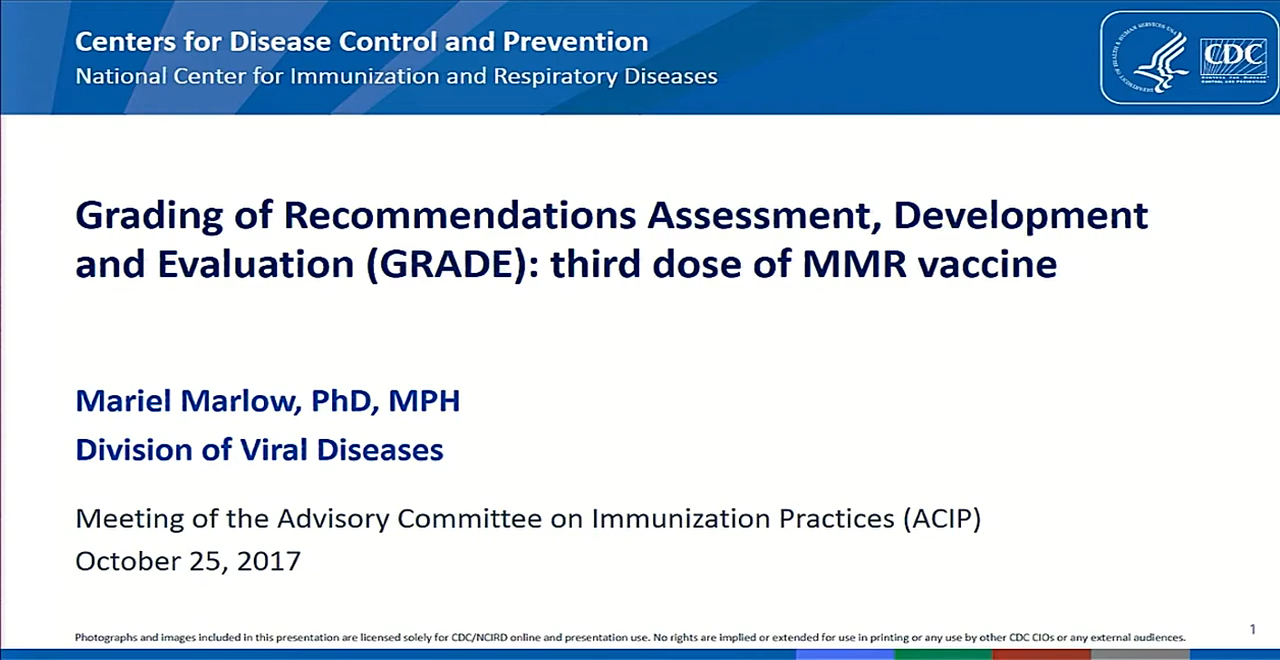 Centers for Disease Control and Prevention
National Center for Immunization and Respiratory Diseases
CDC
Grading of Recommendations Assessment, Development
and Evaluation (GRADE): third dose of MMR vaccine
Mariel Marlow, PhD, MPH
Division of Viral Diseases
Meeting of the Advisory Committee on Immunization Practices (ACIP)
October 25, 2017
Photographs and images included in this presentation are licensed solely for CDC/NCIRD online and presentation use. No rights are implied or extended for use in printing or any use by other CDC CIOs or any external audiences.
1